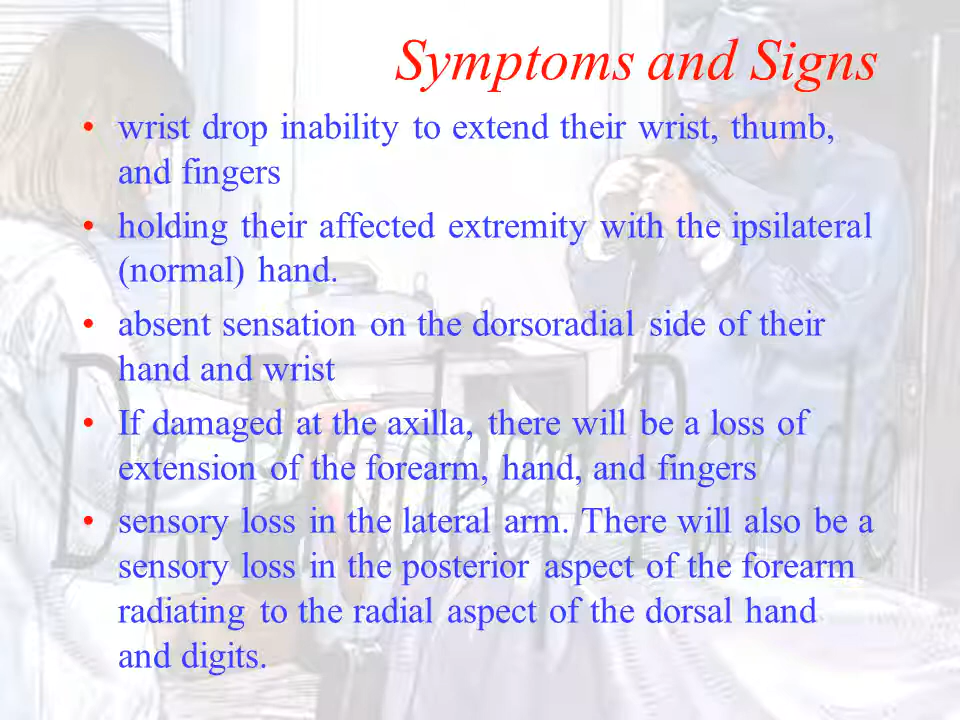 Symptoms and Signs
• wrist drop inability to extend their wrist, thumb,
and fingers
• holding their affected extremity with the ipsilateral
(normal) hand.
• absent sensation on the dorsoradial side of their
hand and wrist
• If damaged at the axilla, there will be a loss of
extension of the forearm, hand, and fingers
• sensory loss in the lateral arm. There will also be a
sensory loss in the posterior aspect of the forearm
radiating to the radial aspect of the dorsal hand
and digits.
Dr. Pradeep